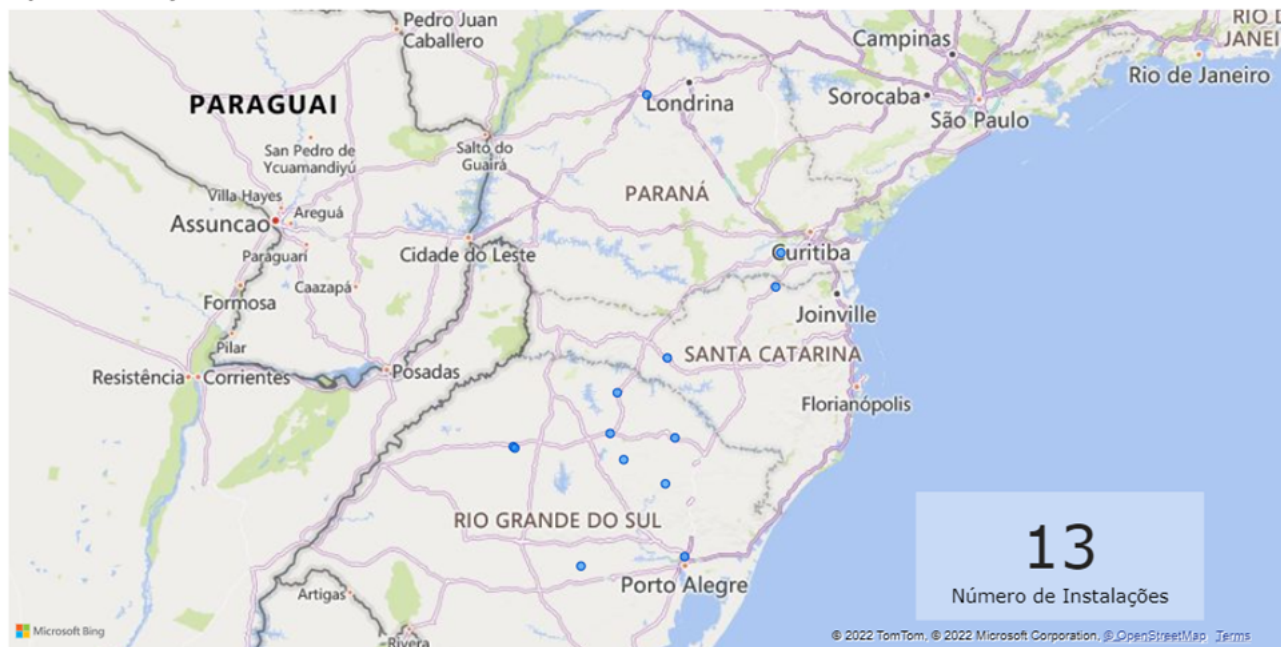 Pedro Juan
Caballero
RIO D
JANEI
Campinas
Rio de Janeiro
PARAGUAI
Londrina
Sorocaba
São Paulo
San Pedro de
Ycuamandiyú
Salto do
Guairá
Villa Hayes
PARANÁ
Areguá
Assuncao
Paraguarí
Cidade do Leste
Curitiba
Caazapá
Formosa
Joinville
Pilar
SANTA CATARINA
Resistência
Corrientes
Posadas
Florianópolis
RIO GRANDE DO SUL
13
Porto Alegre
Número de Instalações
Artigas
Rivera
Microsoft Bing
© 2022 TomTom, © 2022 Microsoft Corporation, © OpenStreetMap Terms